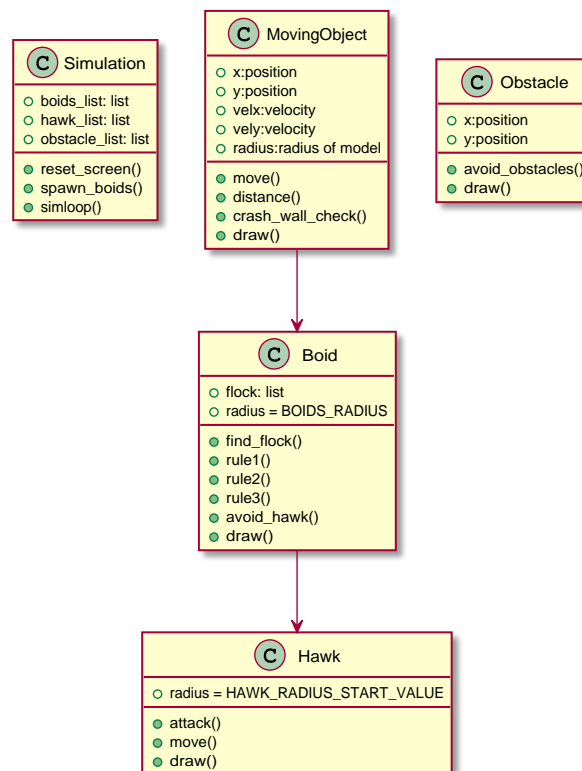 C Simulation
boids_list: list
hawk_list: list
obstacle_list: list
reset_screen()
spawn_boids()
simloop()
C MovingObject
x:position
y:position
velx:velocity
vely:velocity
radius:radius of model
move()
distance()
crash_wall_check()
draw()
C Obstacle
x:position
y:position
avoid_obstacles()
draw()
C Boid
flock: list
radius = BOIDS_RADIUS
find_flock()
rule1()
rule2()
rule3()
avoid_hawk()
draw()
C Hawk
radius = HAWK_RADIUS_START_VALUE
attack()
move()
draw()